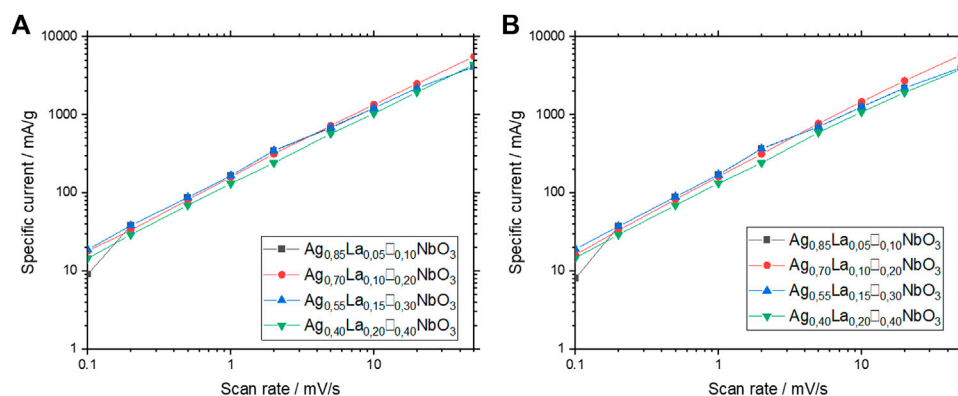 A
10000
1000
100
10
1
Specific current / mA/g
Ag0,85La0,05□0,10NbO3
Ag0,70La0,10□0,20NbO3
Ag0,55La0,15□0,30NbO3
Ag0,40La0,20□0,40NbO3
0.1 1 10
Scan rate / mV/s
B
10000
1000
100
10
1
Specific current / mA/g
Ag0,85La0,05□0,10NbO3
Ag0,70La0,10□0,20NbO3
Ag0,55La0,15□0,30NbO3
Ag0,40La0,20□0,40NbO3
0.1 1 10
Scan rate / mV/s